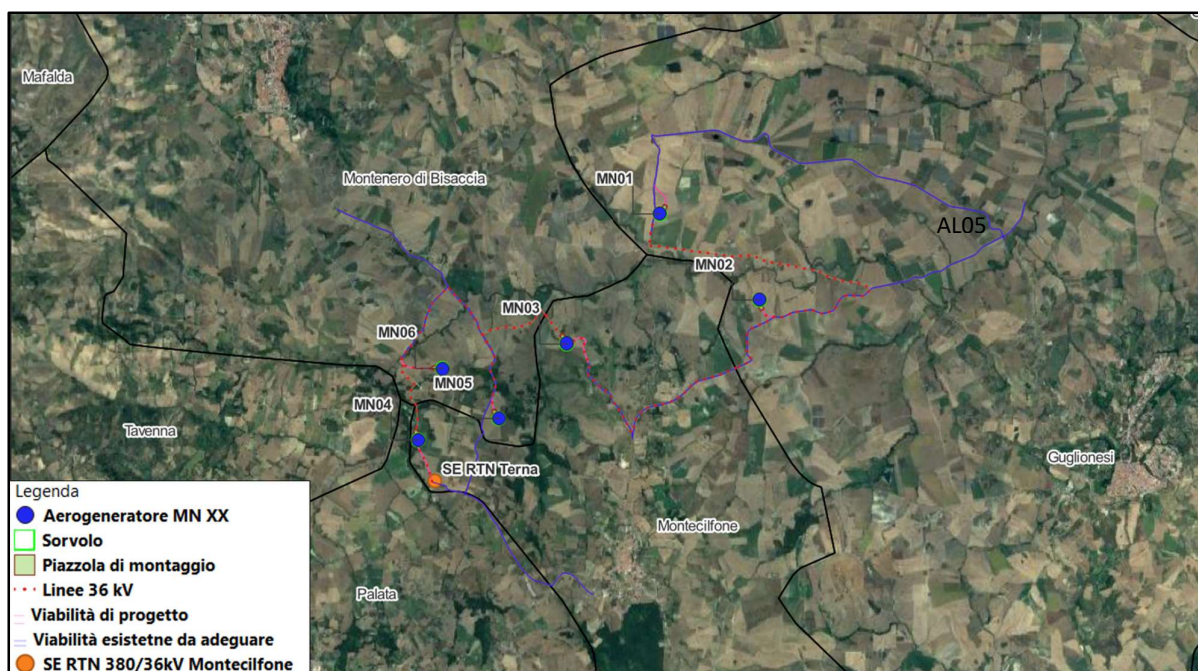 Mafalda
Montenero di Bisaccia
MN01
AL05
MN02
MN03
MN06
MN05
MN04
Tavenna
SE RTN Terna
Guglionesi
Montecilfone
Palata
Legenda
Aerogeneratore MN XX
Sorvolo
Piazzola di montaggio
Linee 36 kV
Viabilità di progetto
Viabilità esistetne da adeguare
SE RTN 380/36kV Montecilfone